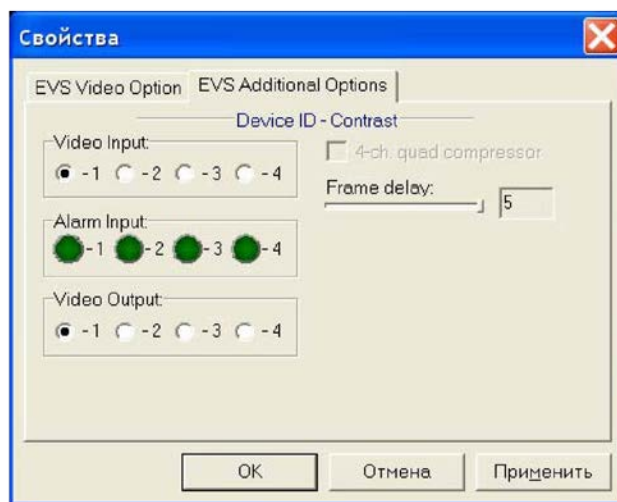 Свойства
EVS Video Option EVS Additional Options
Device ID - Contrast
Video Input:
- 1 - 2 - 3 - 4
4-ch. quad compressor
Frame delay:
5
Alarm Input:
- 1 - 2 - 3 - 4
Video Output:
- 1 - 2 - 3 - 4
OK Отмена Применить